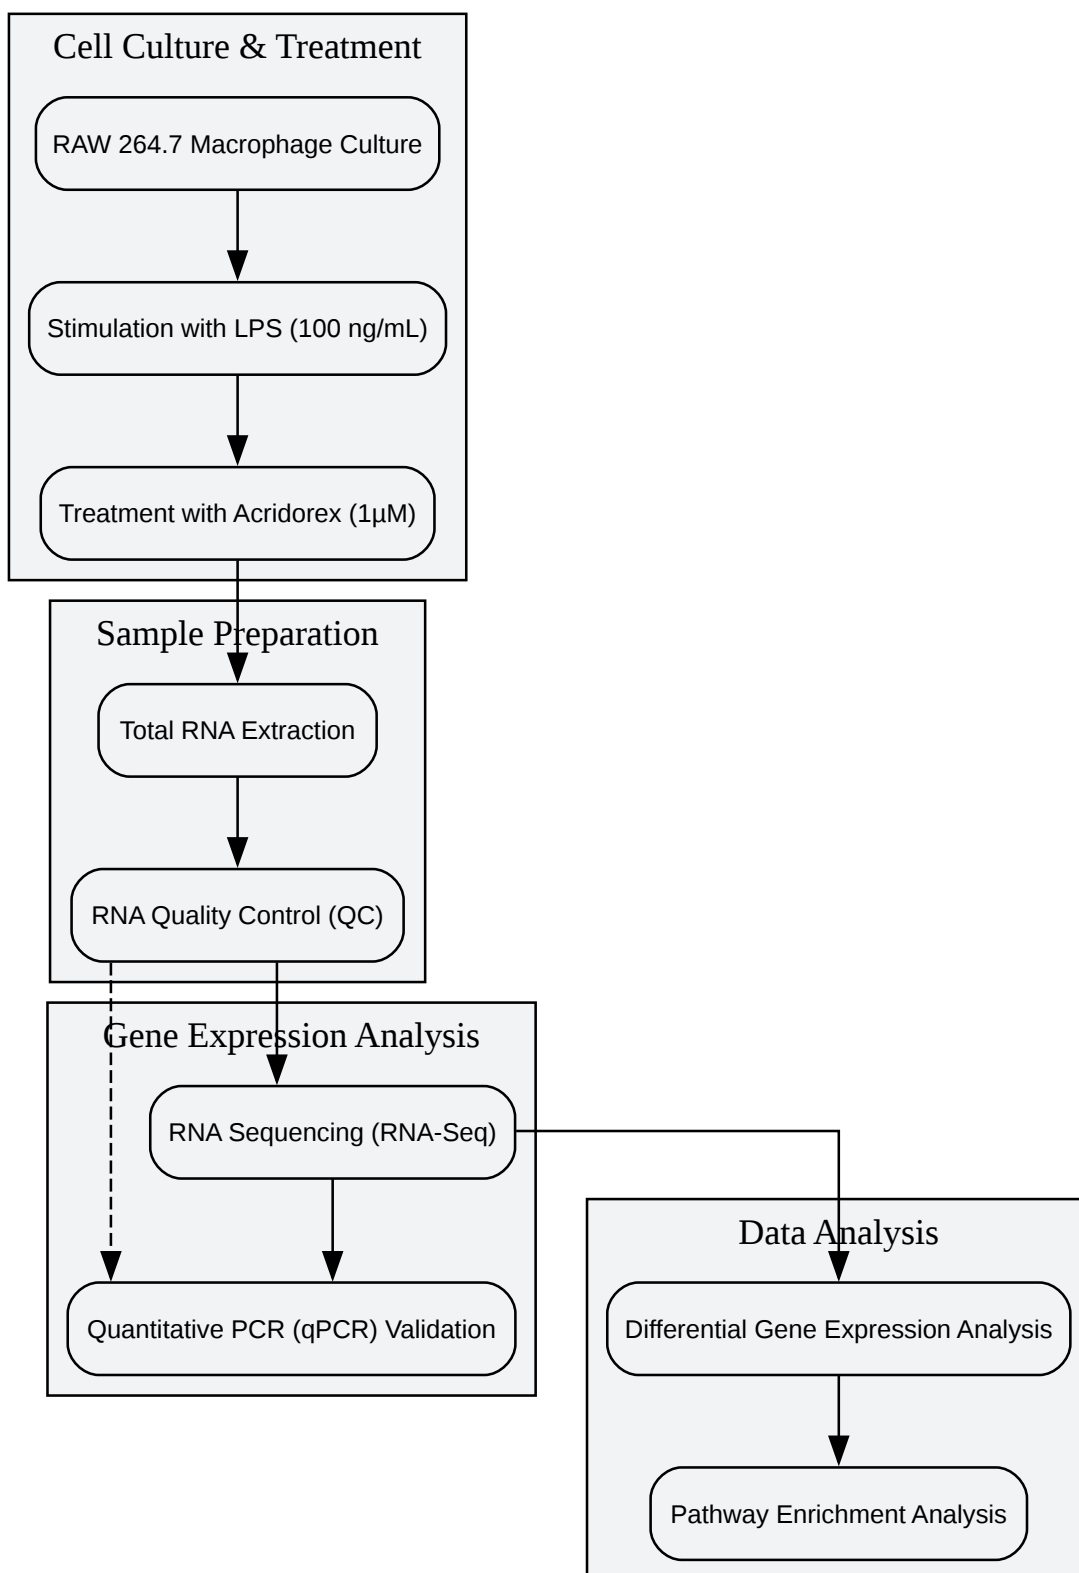 Cell Culture & Treatment
RAW 264.7 Macrophage Culture
Stimulation with LPS (100 ng/mL)
Treatment with Acridorex (1µM)
Sample Preparation
Total RNA Extraction
RNA Quality Control (QC)
Gene Expression Analysis
RNA Sequencing (RNA-Seq)
Quantitative PCR (qPCR) Validation
Data Analysis
Differential Gene Expression Analysis
Pathway Enrichment Analysis